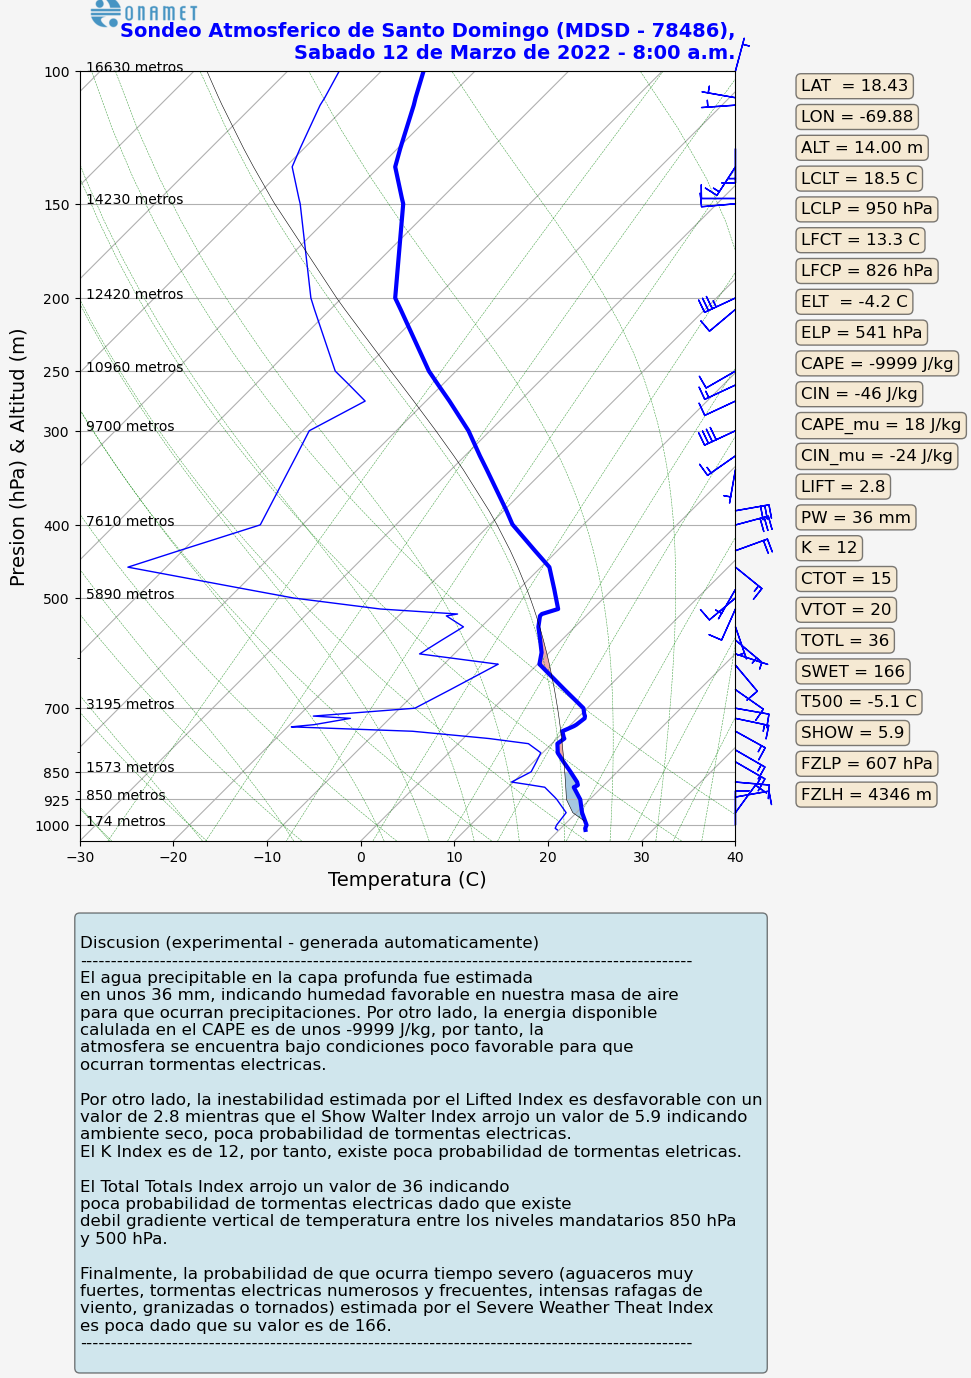 ONAMET
Sondeo Atmosferico de Santo Domingo (MDSD - 78486),
Sabado 12 de Marzo de 2022 - 8:00 a.m.
Presion (hPa) & Altitud (m)
100
150
200
250
300
400
500
700
850
925
1000
16630 metros
14230 metros
12420 metros
10960 metros
9700 metros
7610 metros
5890 metros
3195 metros
1573 metros
850 metros
174 metros
−30
−20
−10
0
10
20
30
40
Temperatura (C)
LAT  = 18.43
LON = -69.88
ALT = 14.00 m
LCLT = 18.5 C
LCLP = 950 hPa
LFCT = 13.3 C
LFCP = 826 hPa
ELT  = -4.2 C
ELP = 541 hPa
CAPE = -9999 J/kg
CIN = -46 J/kg
CAPE_mu = 18 J/kg
CIN_mu = -24 J/kg
LIFT = 2.8
PW = 36 mm
K = 12
CTOT = 15
VTOT = 20
TOTL = 36
SWET = 166
T500 = -5.1 C
SHOW = 5.9
FZLP = 607 hPa
FZLH = 4346 m
Discusion (experimental - generada automaticamente)
------------------------------------------------------------------------------------------------------
El agua precipitable en la capa profunda fue estimada
en unos 36 mm, indicando humedad favorable en nuestra masa de aire
para que ocurran precipitaciones. Por otro lado, la energia disponible
calulada en el CAPE es de unos -9999 J/kg, por tanto, la
atmosfera se encuentra bajo condiciones poco favorable para que
ocurran tormentas electricas.
Por otro lado, la inestabilidad estimada por el Lifted Index es desfavorable con un
valor de 2.8 mientras que el Show Walter Index arrojo un valor de 5.9 indicando
ambiente seco, poca probabilidad de tormentas electricas.
El K Index es de 12, por tanto, existe poca probabilidad de tormentas eletricas.
El Total Totals Index arrojo un valor de 36 indicando
poca probabilidad de tormentas electricas dado que existe
debil gradiente vertical de temperatura entre los niveles mandatarios 850 hPa
y 500 hPa.
Finalmente, la probabilidad de que ocurra tiempo severo (aguaceros muy
fuertes, tormentas electricas numerosos y frecuentes, intensas rafagas de
viento, granizadas o tornados) estimada por el Severe Weather Theat Index
es poca dado que su valor es de 166.
------------------------------------------------------------------------------------------------------